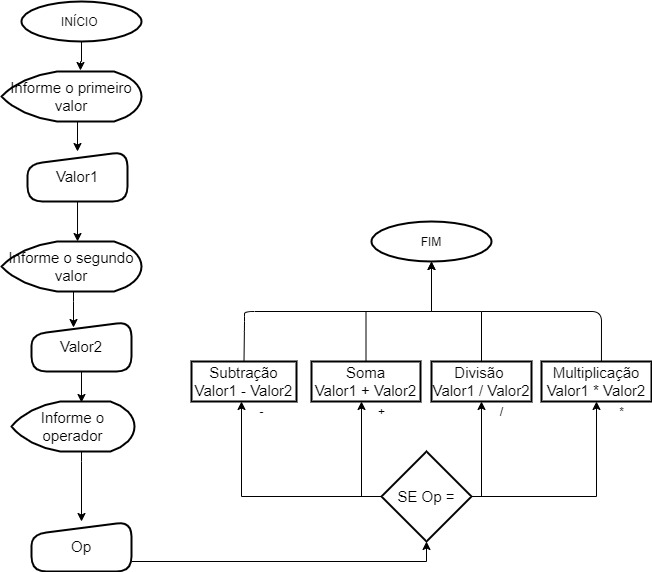 INÍCIO
Informe o primeiro
valor
Valor1
Informe o segundo
valor
Valor2
Informe o
operador
Op
SE Op =
-
+
/
*
Subtração
Valor1 - Valor2
Soma
Valor1 + Valor2
Divisão
Valor1 / Valor2
Multiplicação
Valor1 * Valor2
FIM